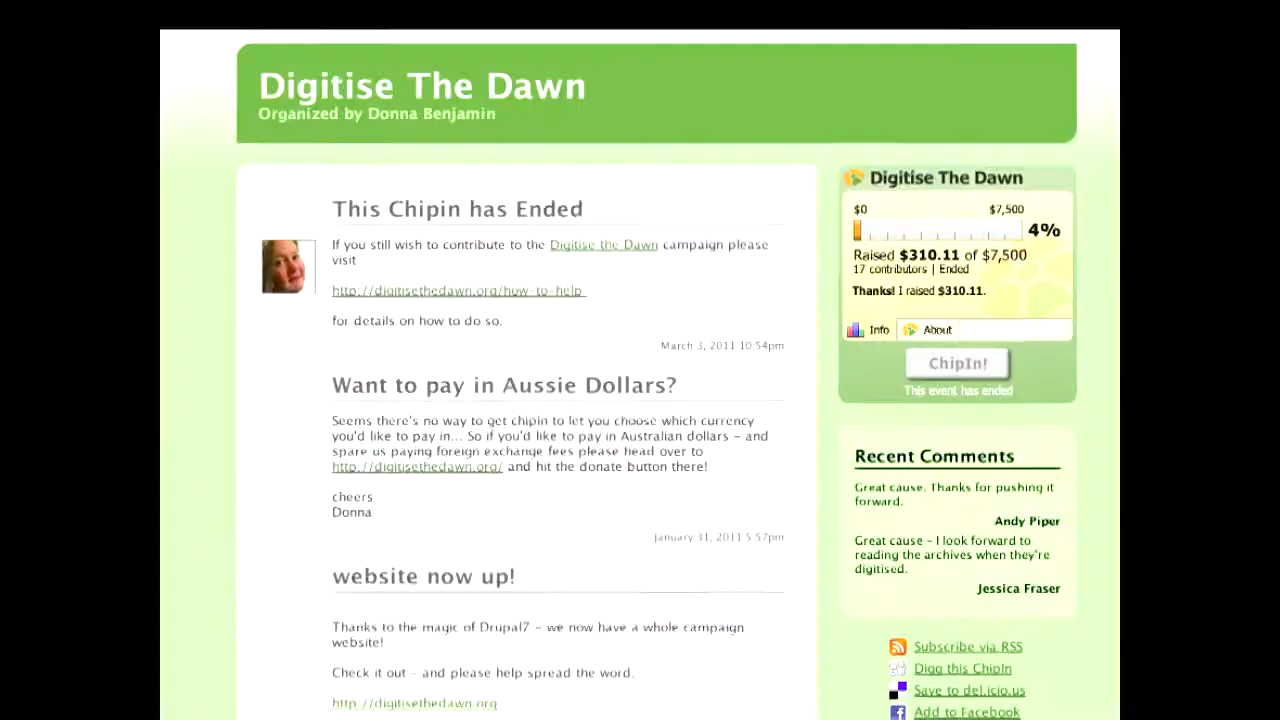 Digitise The Dawn
Organized by Donna Benjamin
This Chipin has Ended
If you still wish to contribute to the Digitise the Dawn campaign please
visit
http://digitisethedawn.org/how-to-help
for details on how to do so.
March 3, 2011 10:54pm
Want to pay in Aussie Dollars?
Seems there's no way to get chipin to let you choose which currency
you'd like to pay in... So if you'd like to pay in Australian dollars - and
spare us paying foreign exchange fees please head over to
http://digitisethedawn.org/ and hit the donate button there!
cheers
Donna
January 31, 2011 5:57pm
website now up!
Thanks to the magic of Drupal7 - we now have a whole campaign
website!
Check it out - and please help spread the word.
http://digitisethedawn.org
Digitise The Dawn
$0 $7,500
4%
Raised $310.11 of $7,500
17 contributors | Ended
Thanks! I raised $310.11.
Info About
ChipIn!
This event has ended
Recent Comments
Great cause. Thanks for pushing it
forward.
Andy Piper
Great cause - I look forward to
reading the archives when they're
digitised.
Jessica Fraser
Subscribe via RSS
Digg this ChipIn
Save to del.icio.us
Add to Facebook